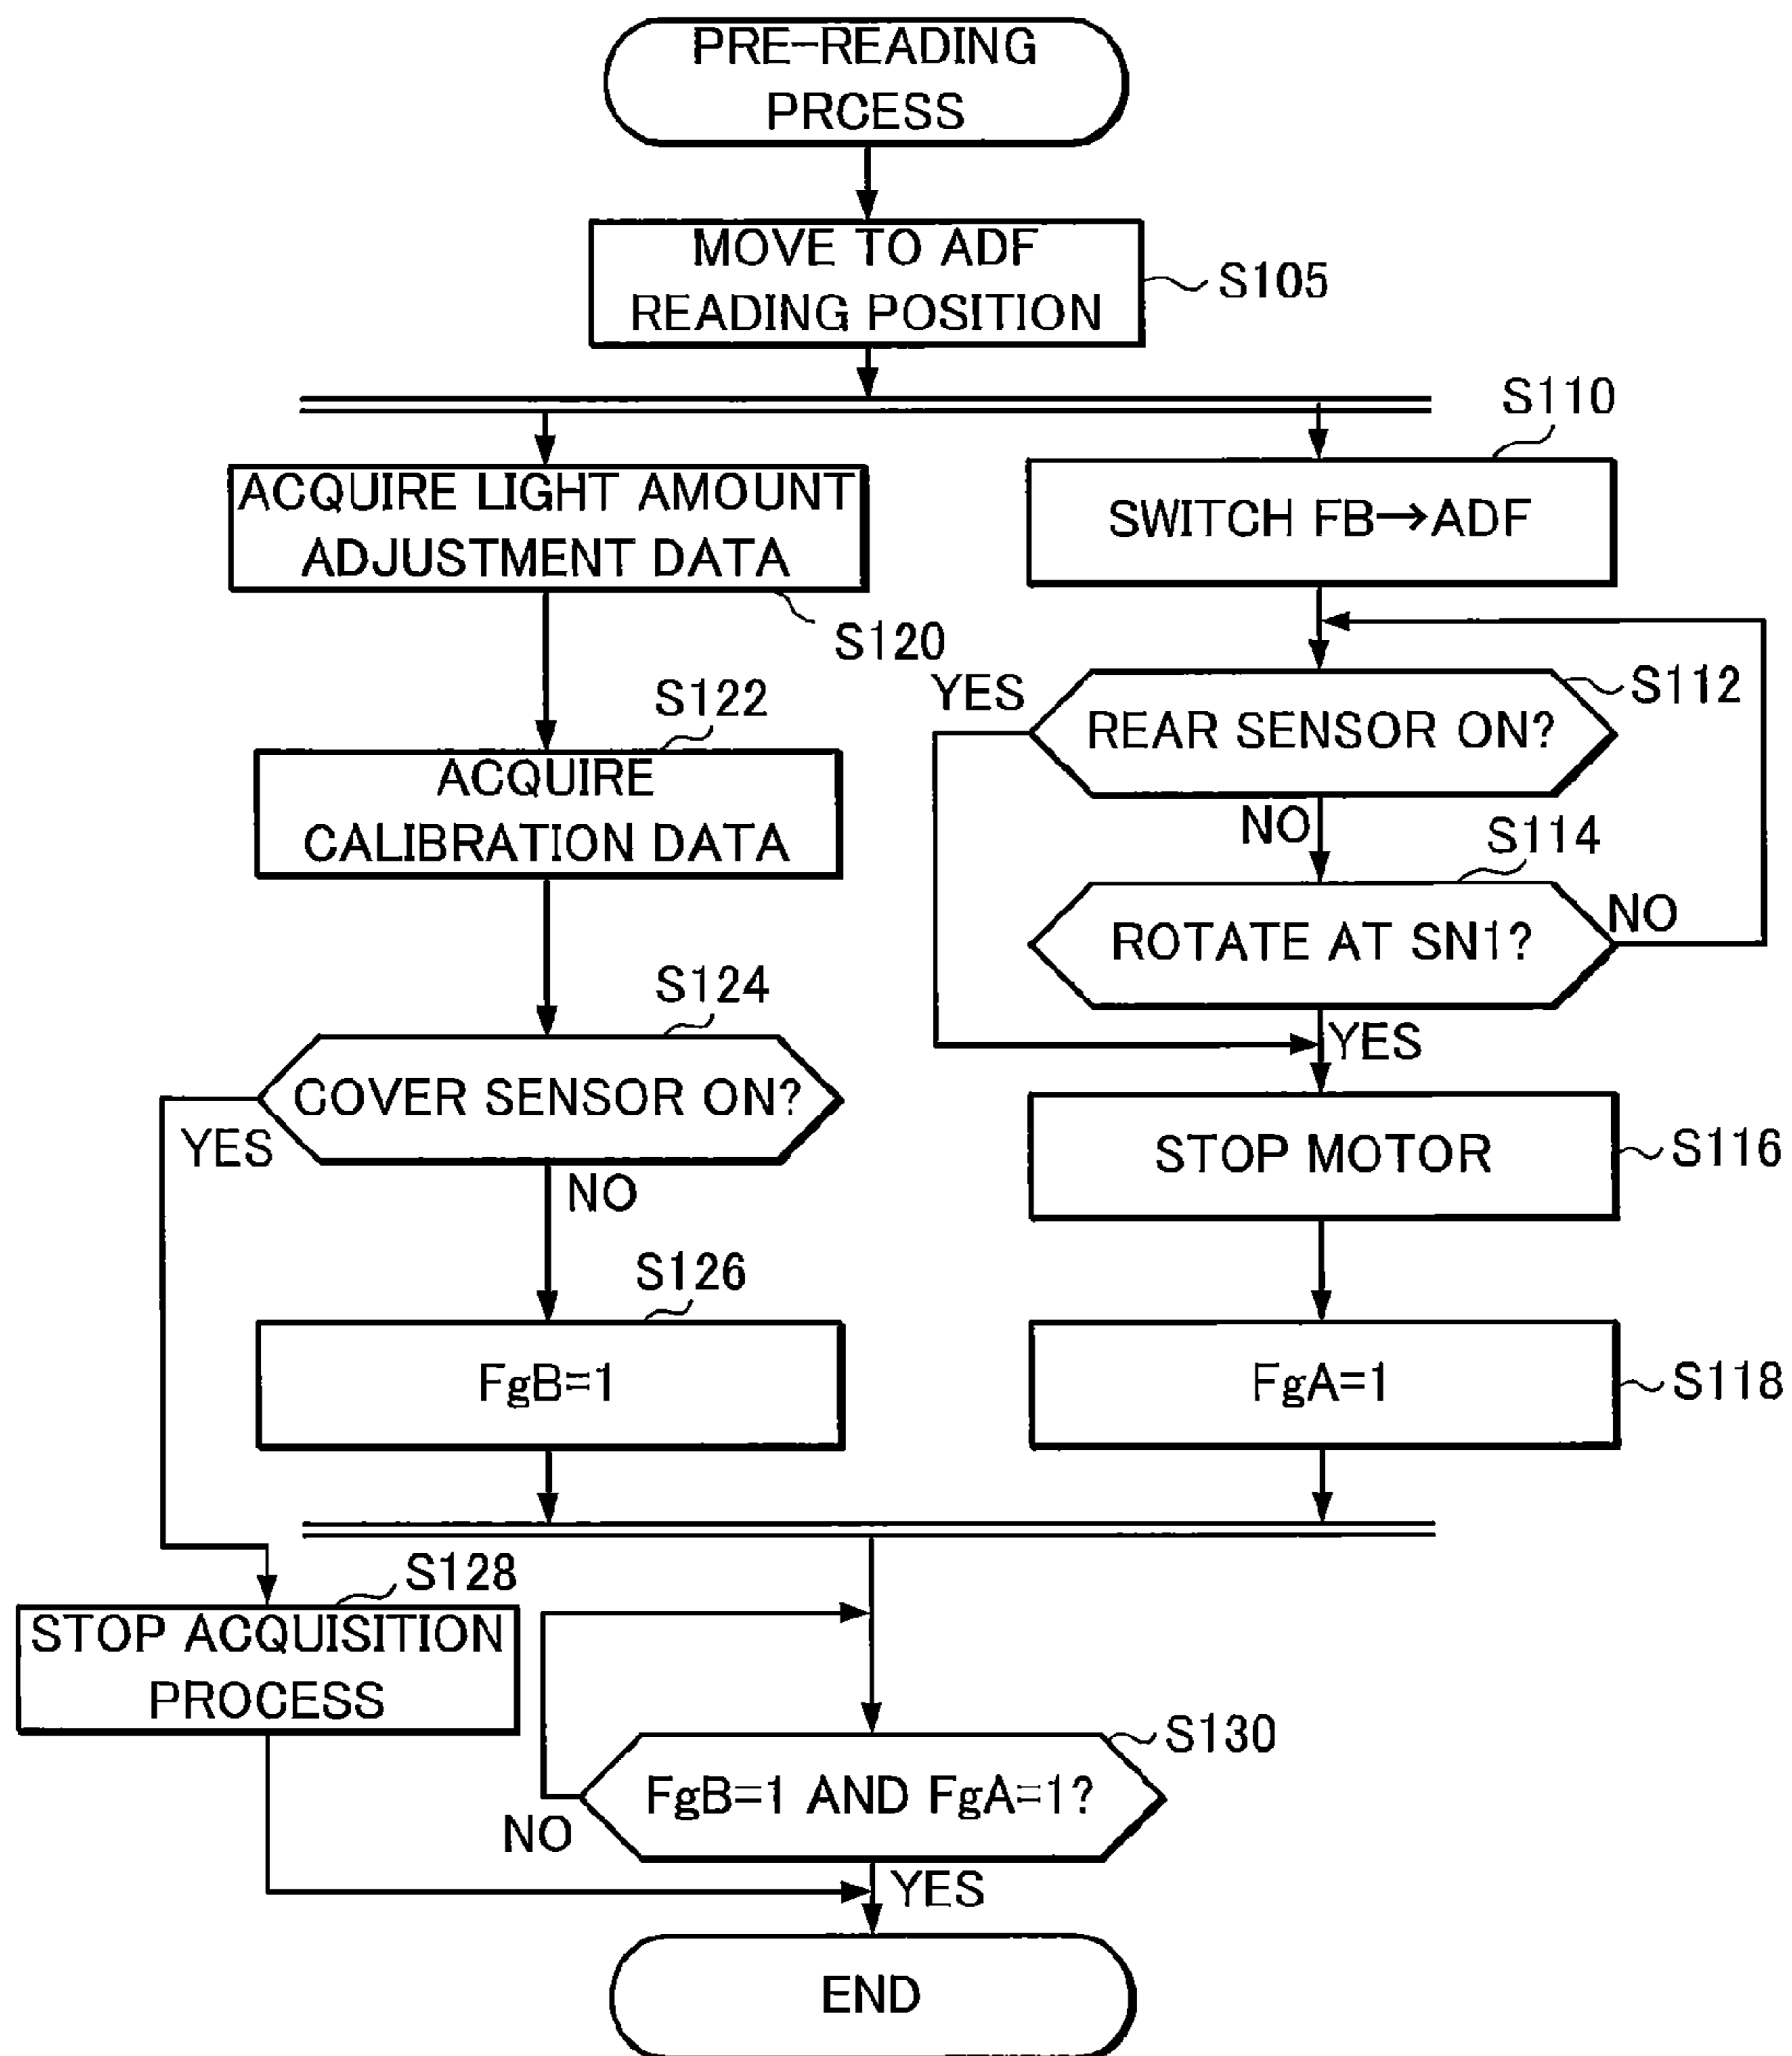 PRE-READING
PRCESS
MOVE TO ADF
READING POSITION
S105
S110
ACQUIRE LIGHT AMOUNT
ADJUSTMENT DATA
S120
SWITCH FB→ADF
S122
ACQUIRE
CALIBRATION DATA
YES
S112
REAR SENSOR ON?
NO
S114
ROTATE AT SN1?
NO
YES
S124
COVER SENSOR ON?
YES
NO
STOP MOTOR
S116
S126
FgB=1
FgA=1
S118
S128
STOP ACQUISITION
PROCESS
S130
FgB=1 AND FgA=1?
NO
YES
END